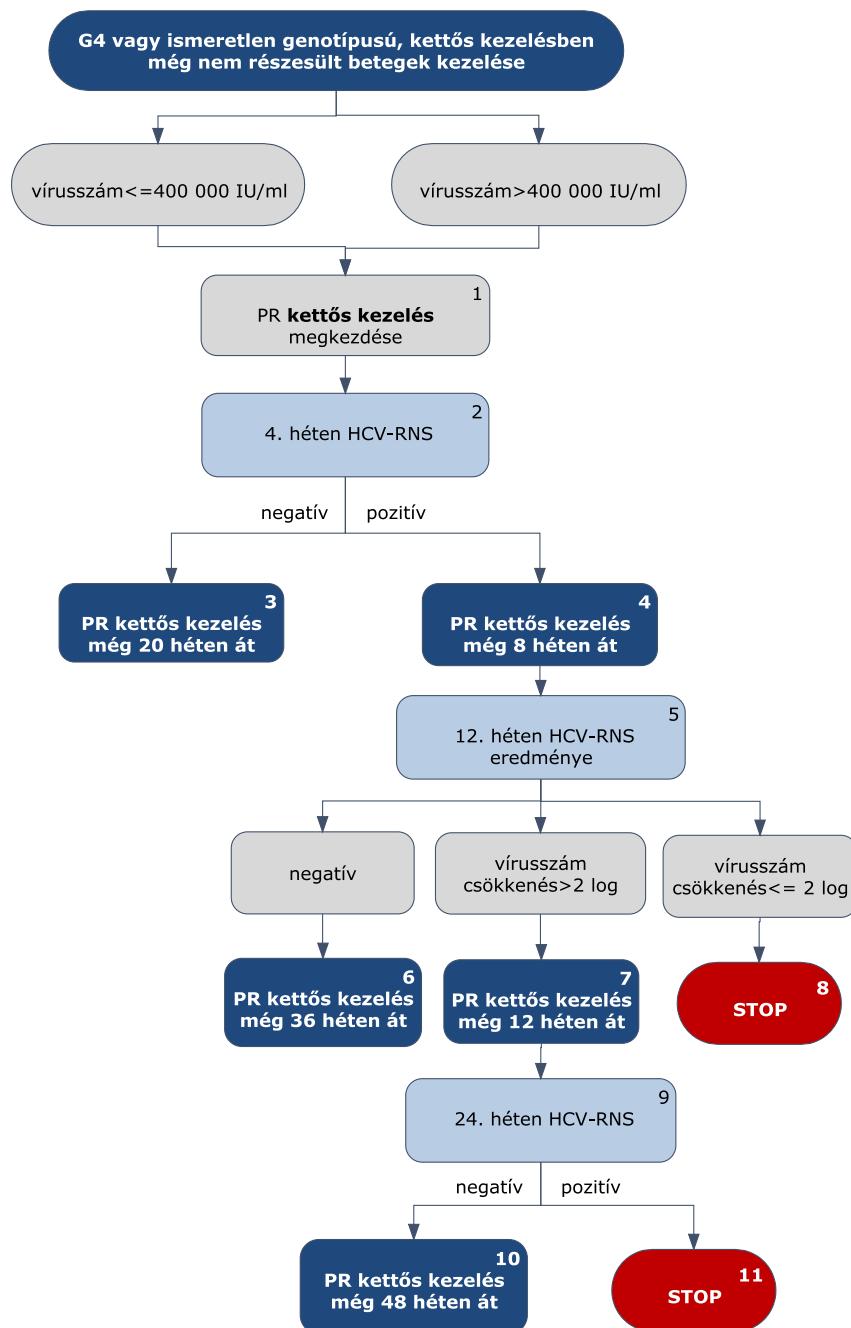 G4 vagy ismeretlen genotípusú, kettős kezelésben
még nem részesült betegek kezelése
vírusszám<=400 000 IU/ml
vírusszám>400 000 IU/ml
1
PR kettős kezelés
megkezdése
2
4. héten HCV-RNS
negatív
pozitív
3
PR kettős kezelés
még 20 héten át
4
PR kettős kezelés
még 8 héten át
5
12. héten HCV-RNS
eredménye
negatív
vírusszám
csökkenés>2 log
vírusszám
csökkenés<= 2 log
6
PR kettős kezelés
még 36 héten át
7
PR kettős kezelés
még 12 héten át
8
STOP
9
24. héten HCV-RNS
negatív
pozitív
10
PR kettős kezelés
még 48 héten át
11
STOP